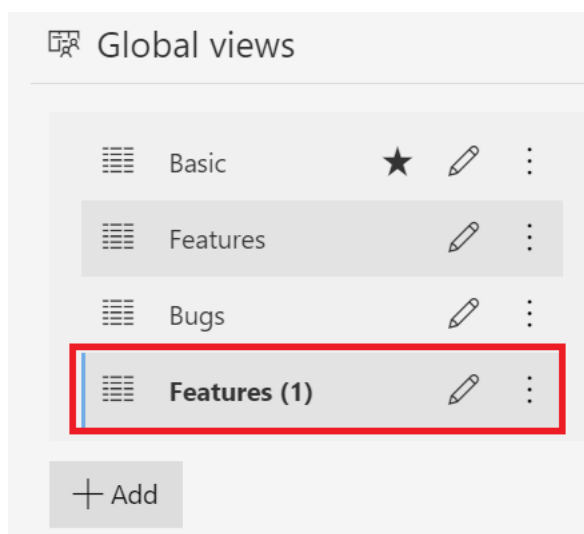 Global views
Basic
Features
Bugs
Features (1)
Add